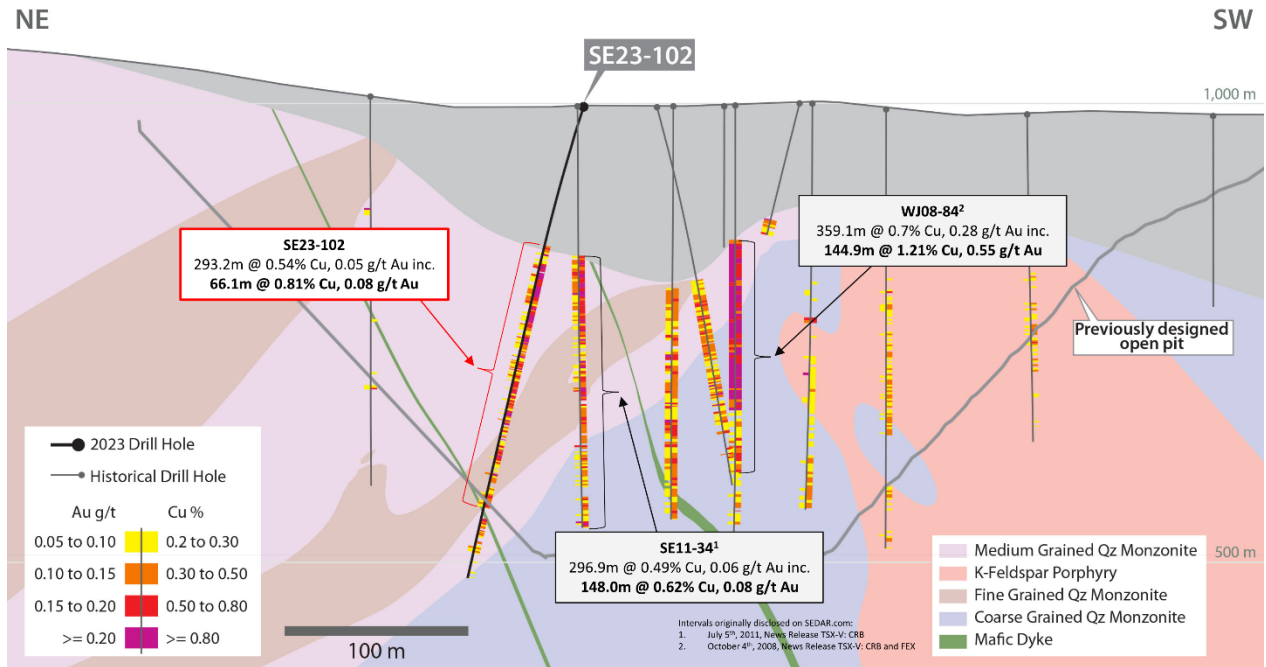 NE
SW
SE23-102
1,000 m
WJ08-84²
359.1m @ 0.7% Cu, 0.28 g/t Au inc.
144.9m @ 1.21% Cu, 0.55 g/t Au
SE23-102
293.2m @ 0.54% Cu, 0.05 g/t Au inc.
66.1m @ 0.81% Cu, 0.08 g/t Au
Previously designed
open pit
2023 Drill Hole
Historical Drill Hole
Au g/t Cu %
0.05 to 0.10 0.2 to 0.30
0.10 to 0.15 0.30 to 0.50
0.15 to 0.20 0.50 to 0.80
>= 0.20 >= 0.80
100 m
SE11-34¹
296.9m @ 0.49% Cu, 0.06 g/t Au inc.
148.0m @ 0.62% Cu, 0.08 g/t Au
500 m
Medium Grained Qz Monzonite
K-Feldspar Porphyry
Fine Grained Qz Monzonite
Coarse Grained Qz Monzonite
Mafic Dyke
Intervals originally disclosed on SEDAR.com:
1. July 5th, 2011, News Release TSX-V: CRB
2. October 4th, 2008, News Release TSX-V: CRB and FEX